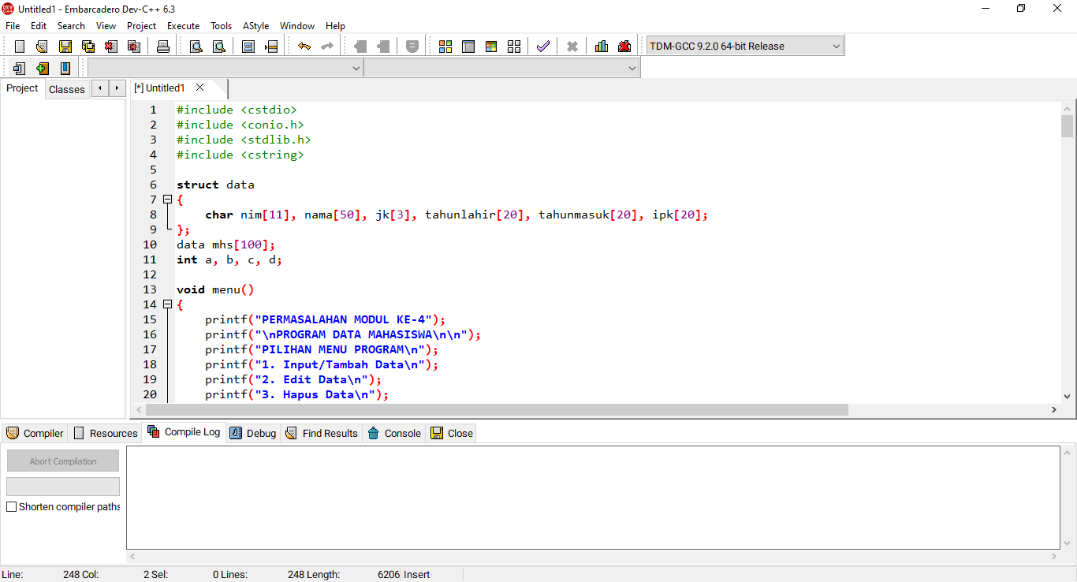 Untitled1 - Embarcadero Dev-C++ 6.3
File Edit Search View Project Execute Tools AStyle Window Help
TDM-GCC 9.2.0 64-bit Release
Project Classes [*] Untitled1
1 #include <cstdio>
2 #include <conio.h>
3 #include <stdlib.h>
4 #include <cstring>
5
6 struct data
7 {
8 char nim[11], nama[50], jk[3], tahunlahir[20], tahunmasuk[20], ipk[20];
9 };
10 data mhs[100];
11 int a, b, c, d;
12
13 void menu()
14 {
15 printf("PERMASALAHAN MODUL KE-4");
16 printf("\nPROGRAM DATA MAHASISWA\n\n");
17 printf("PILIHAN MENU PROGRAM\n");
18 printf("1. Input/Tambah Data\n");
19 printf("2. Edit Data\n");
20 printf("3. Hapus Data\n");
Compiler Resources Compile Log Debug Find Results Console Close
Abort Compilation
Shorten compiler paths
Line: 248 Col: 2 Sel: 0 Lines: 248 Length: 6206 Insert